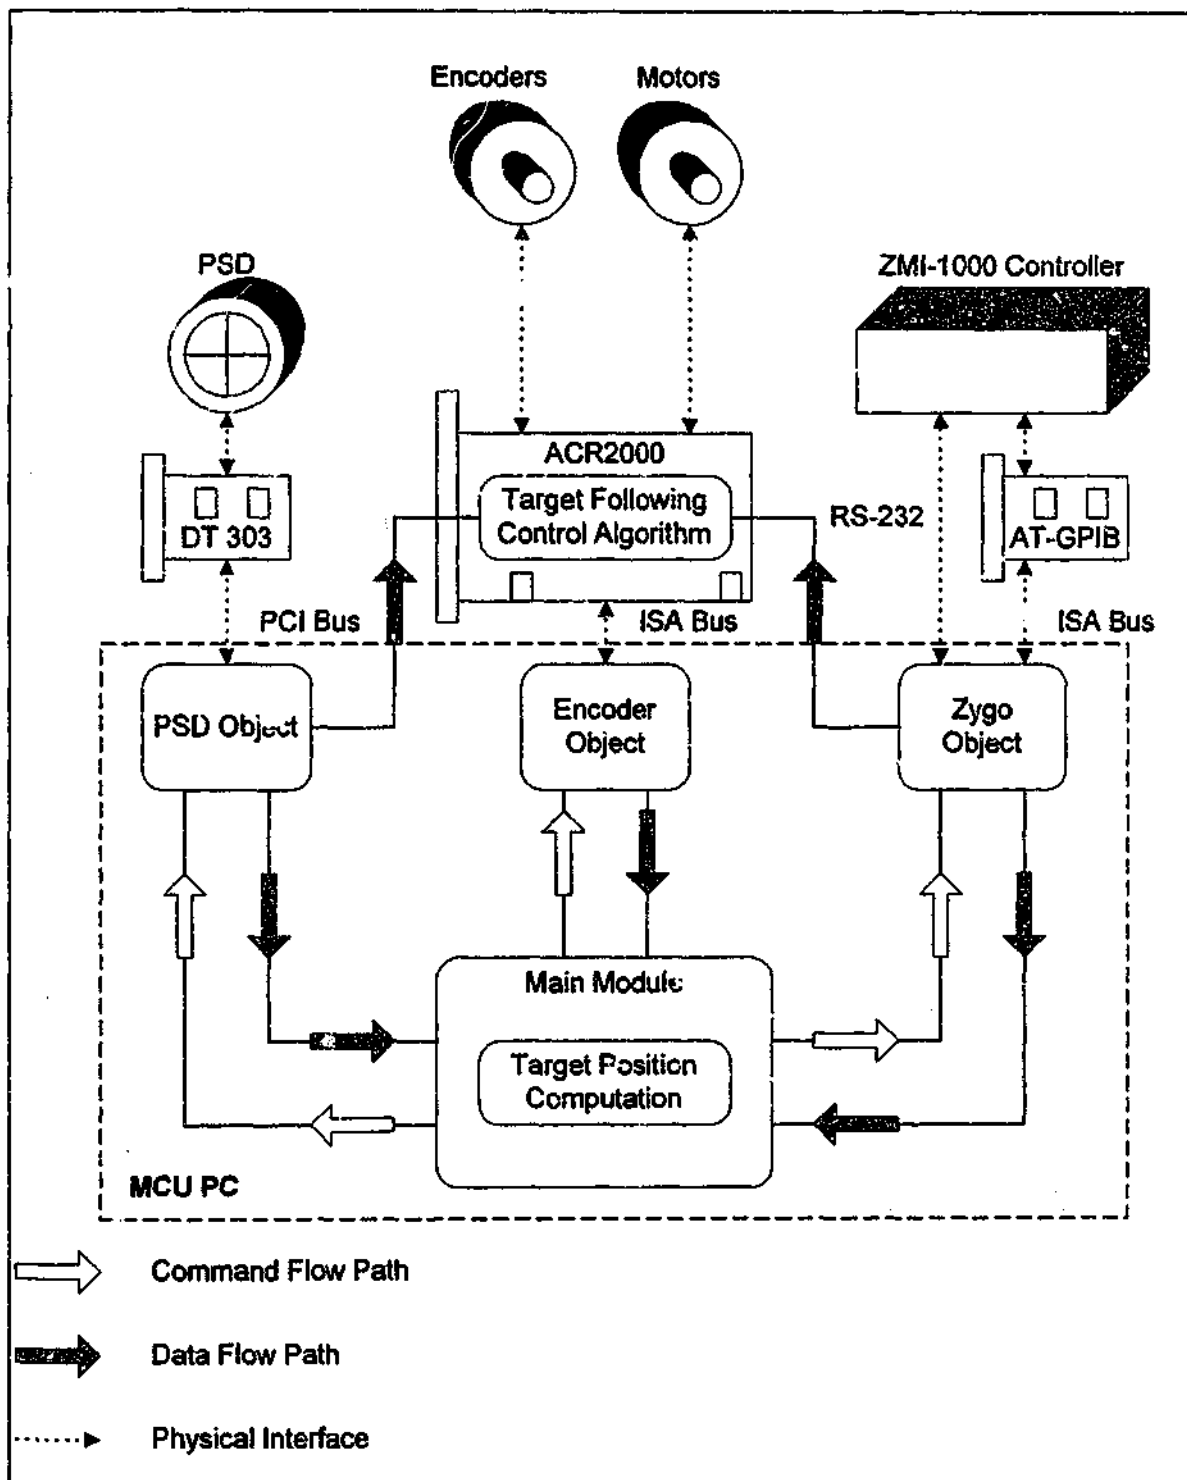 Encoders
Motors
PSD
ZMI-1000 Controller
ACR2000
Target Following
Control Algorithm
DT 303
RS-232
AT-GPIB
PCI Bus
ISA Bus
ISA Bus
PSD Object
Encoder
Object
Zygo
Object
Main Module
Target Position
Computation
MCU PC
Command Flow Path
Data Flow Path
Physical Interface